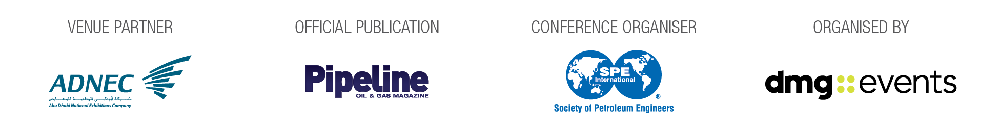 VENUE PARTNER
ADNEC
شركة أبوظبي الوطنية للمعارض
Abu Dhabi National Exhibitions Company
OFFICIAL PUBLICATION
Pipeline
OIL & GAS MAGAZINE
CONFERENCE ORGANISER
SPE
International
®
Society of Petroleum Engineers
ORGANISED BY
dmg events